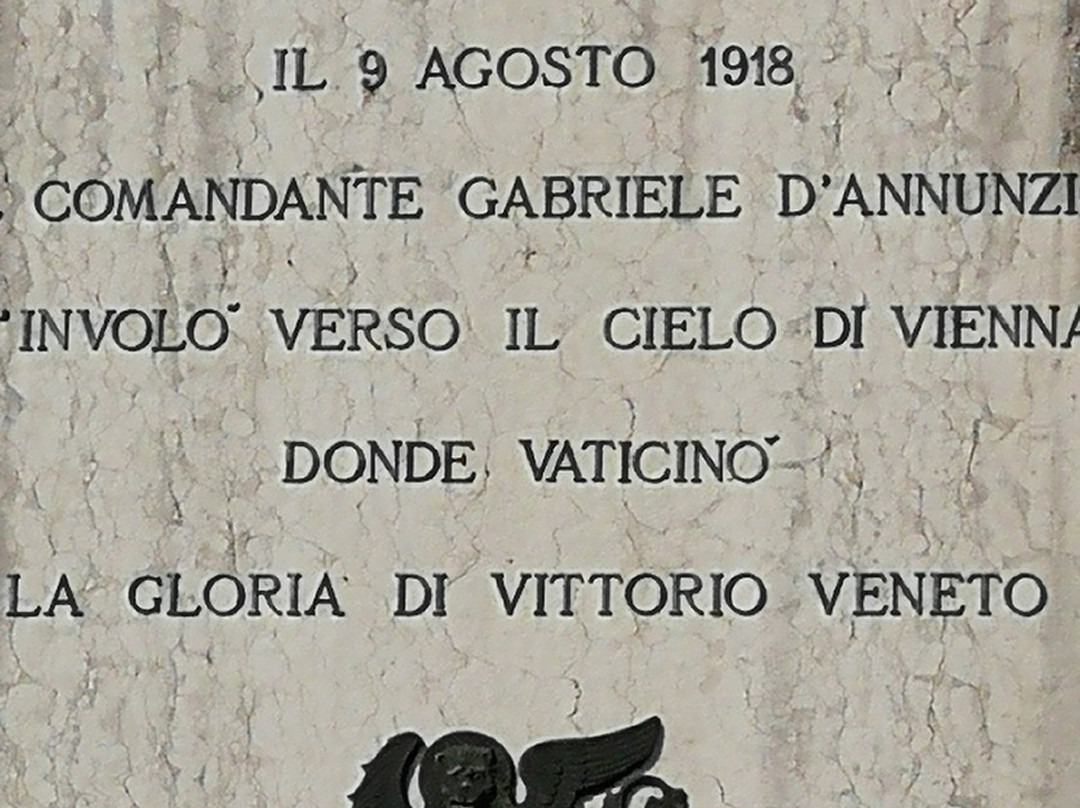 IL 9 AGOSTO 1918
COMANDANTE GABRIELE D'ANNUNZI
'INVOLO´ VERSO IL CIELO DI VIENNA
DONDE VATICINO´
LA GLORIA DI VITTORIO VENETO